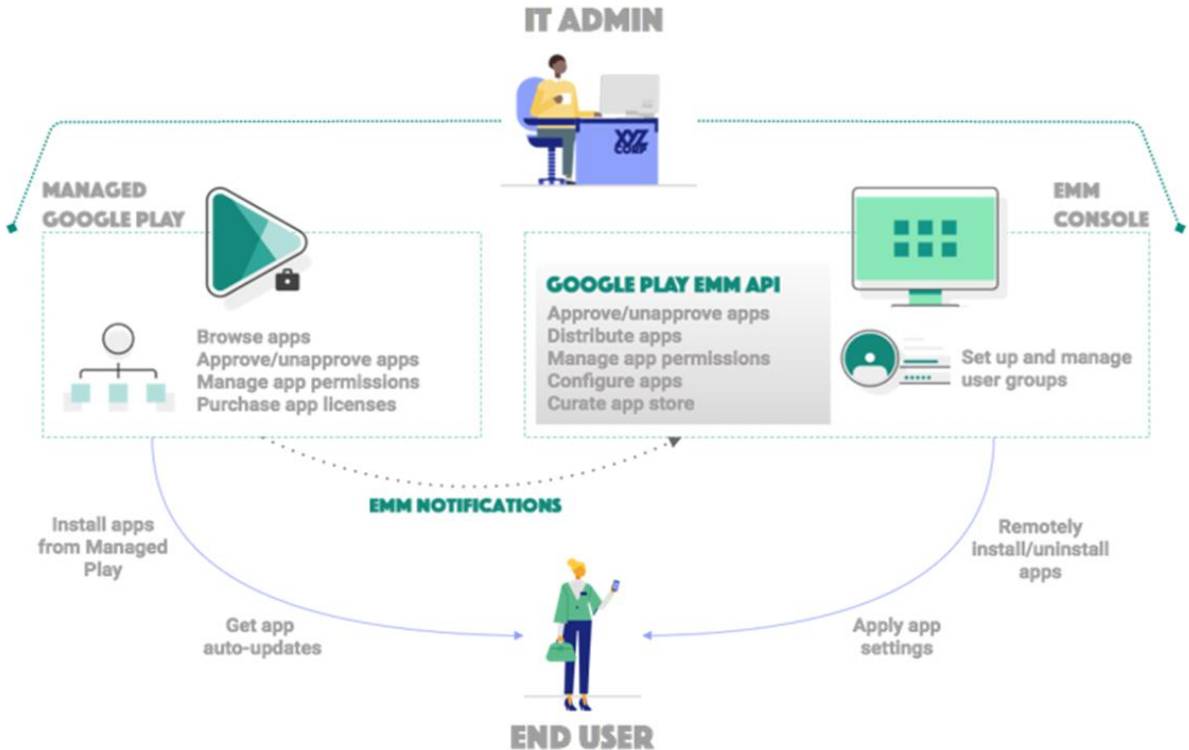 IT ADMIN
XYZ
CORP
MANAGED
GOOGLE PLAY
Browse apps
Approve/unapprove apps
Manage app permissions
Purchase app licenses
EMM
CONSOLE
GOOGLE PLAY EMM API
Approve/unapprove apps
Distribute apps
Manage app permissions
Configure apps
Curate app store
Set up and manage
user groups
EMM NOTIFICATIONS
Install apps
from Managed
Play
Get app
auto-updates
Remotely
install/uninstall
apps
Apply app
settings
END USER